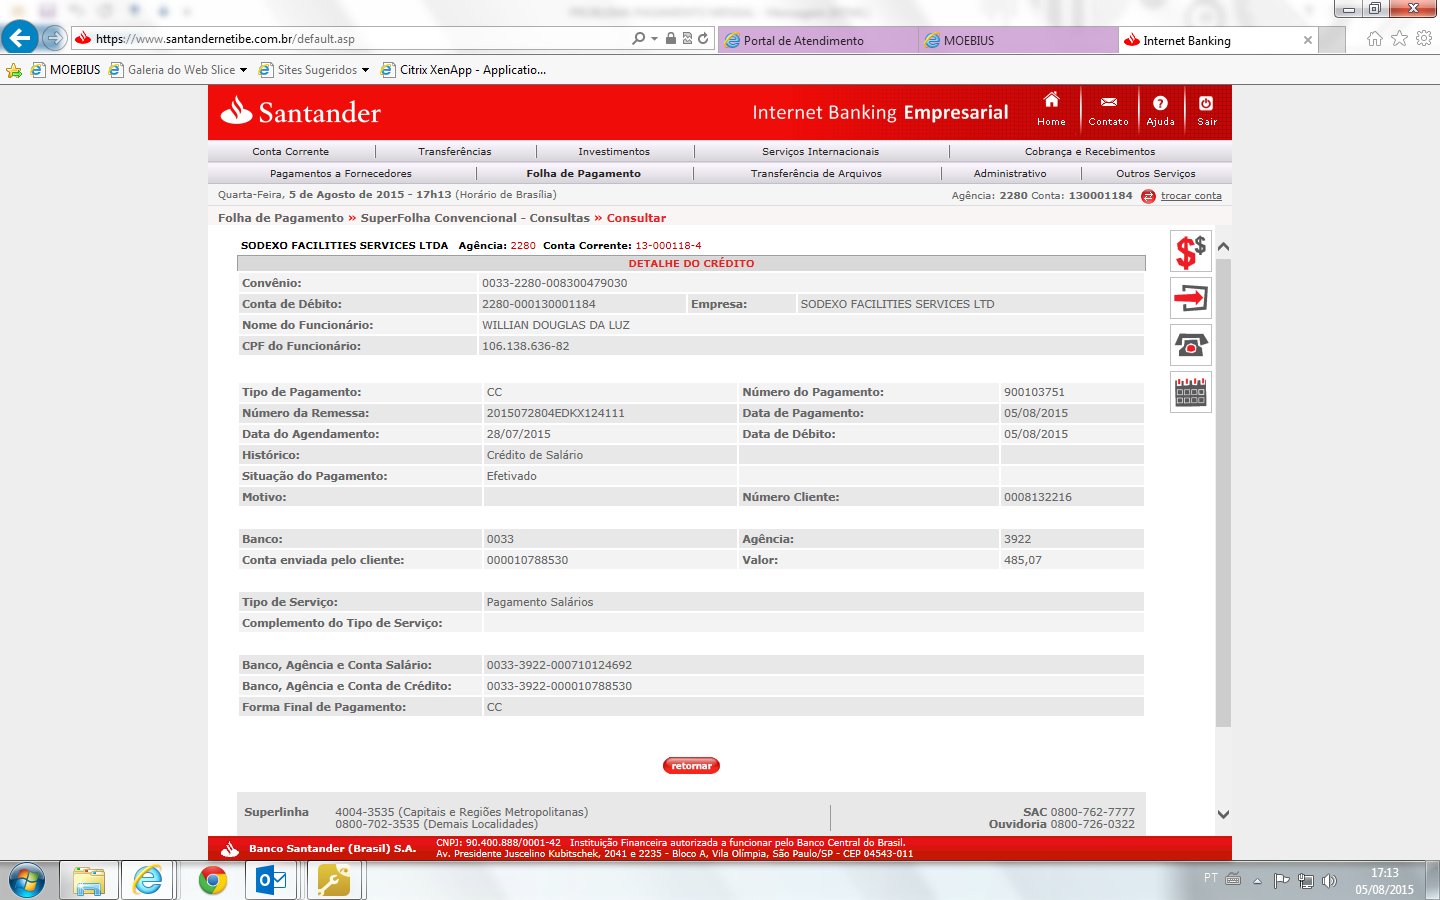 https://www.santandernetibe.com.br/default.asp
Portal de Atendimento
MOEBIUS
Internet Banking
MOEBIUS
Galeria do Web Slice
Sites Sugeridos
Citrix XenApp - Applicatio...
Santander
Internet Banking Empresarial
Home
Contato
Ajuda
Sair
Conta Corrente
Transferências
Investimentos
Serviços Internacionais
Cobrança e Recebimentos
Pagamentos a Fornecedores
Folha de Pagamento
Transferência de Arquivos
Administrativo
Outros Serviços
Quarta-Feira, 5 de Agosto de 2015 - 17h13 (Horário de Brasília)
Agência: 2280 Conta: 130001184 trocar conta
Folha de Pagamento » SuperFolha Convencional - Consultas » Consultar
SODEXO FACILITIES SERVICES LTDA Agência: 2280 Conta Corrente: 13-000118-4
DETALHE DO CRÉDITO
Convênio: 0033-2280-008300479030
Conta de Débito: 2280-000130001184 Empresa: SODEXO FACILITIES SERVICES LTD
Nome do Funcionário: WILLIAN DOUGLAS DA LUZ
CPF do Funcionário: 106.138.636-82
Tipo de Pagamento: CC Número do Pagamento: 900103751
Número da Remessa: 2015072804EDKX124111 Data de Pagamento: 05/08/2015
Data do Agendamento: 28/07/2015 Data de Débito: 05/08/2015
Histórico: Crédito de Salário
Situação do Pagamento: Efetivado
Motivo: Número Cliente: 0008132216
Banco: 0033 Agência: 3922
Conta enviada pelo cliente: 000010788530 Valor: 485,07
Tipo de Serviço: Pagamento Salários
Complemento do Tipo de Serviço:
Banco, Agência e Conta Salário: 0033-3922-000710124692
Banco, Agência e Conta de Crédito: 0033-3922-000010788530
Forma Final de Pagamento: CC
retornar
Superlinha 4004-3535 (Capitais e Regiões Metropolitanas)
0800-702-3535 (Demais Localidades)
SAC 0800-762-7777
Ouvidoria 0800-726-0322
Banco Santander (Brasil) S.A.
CNPJ: 90.400.888/0001-42 Instituição Financeira autorizada a funcionar pelo Banco Central do Brasil.
Av. Presidente Juscelino Kubitschek, 2041 e 2235 - Bloco A, Vila Olímpia, São Paulo/SP - CEP 04543-011
PT
17:13
05/08/2015